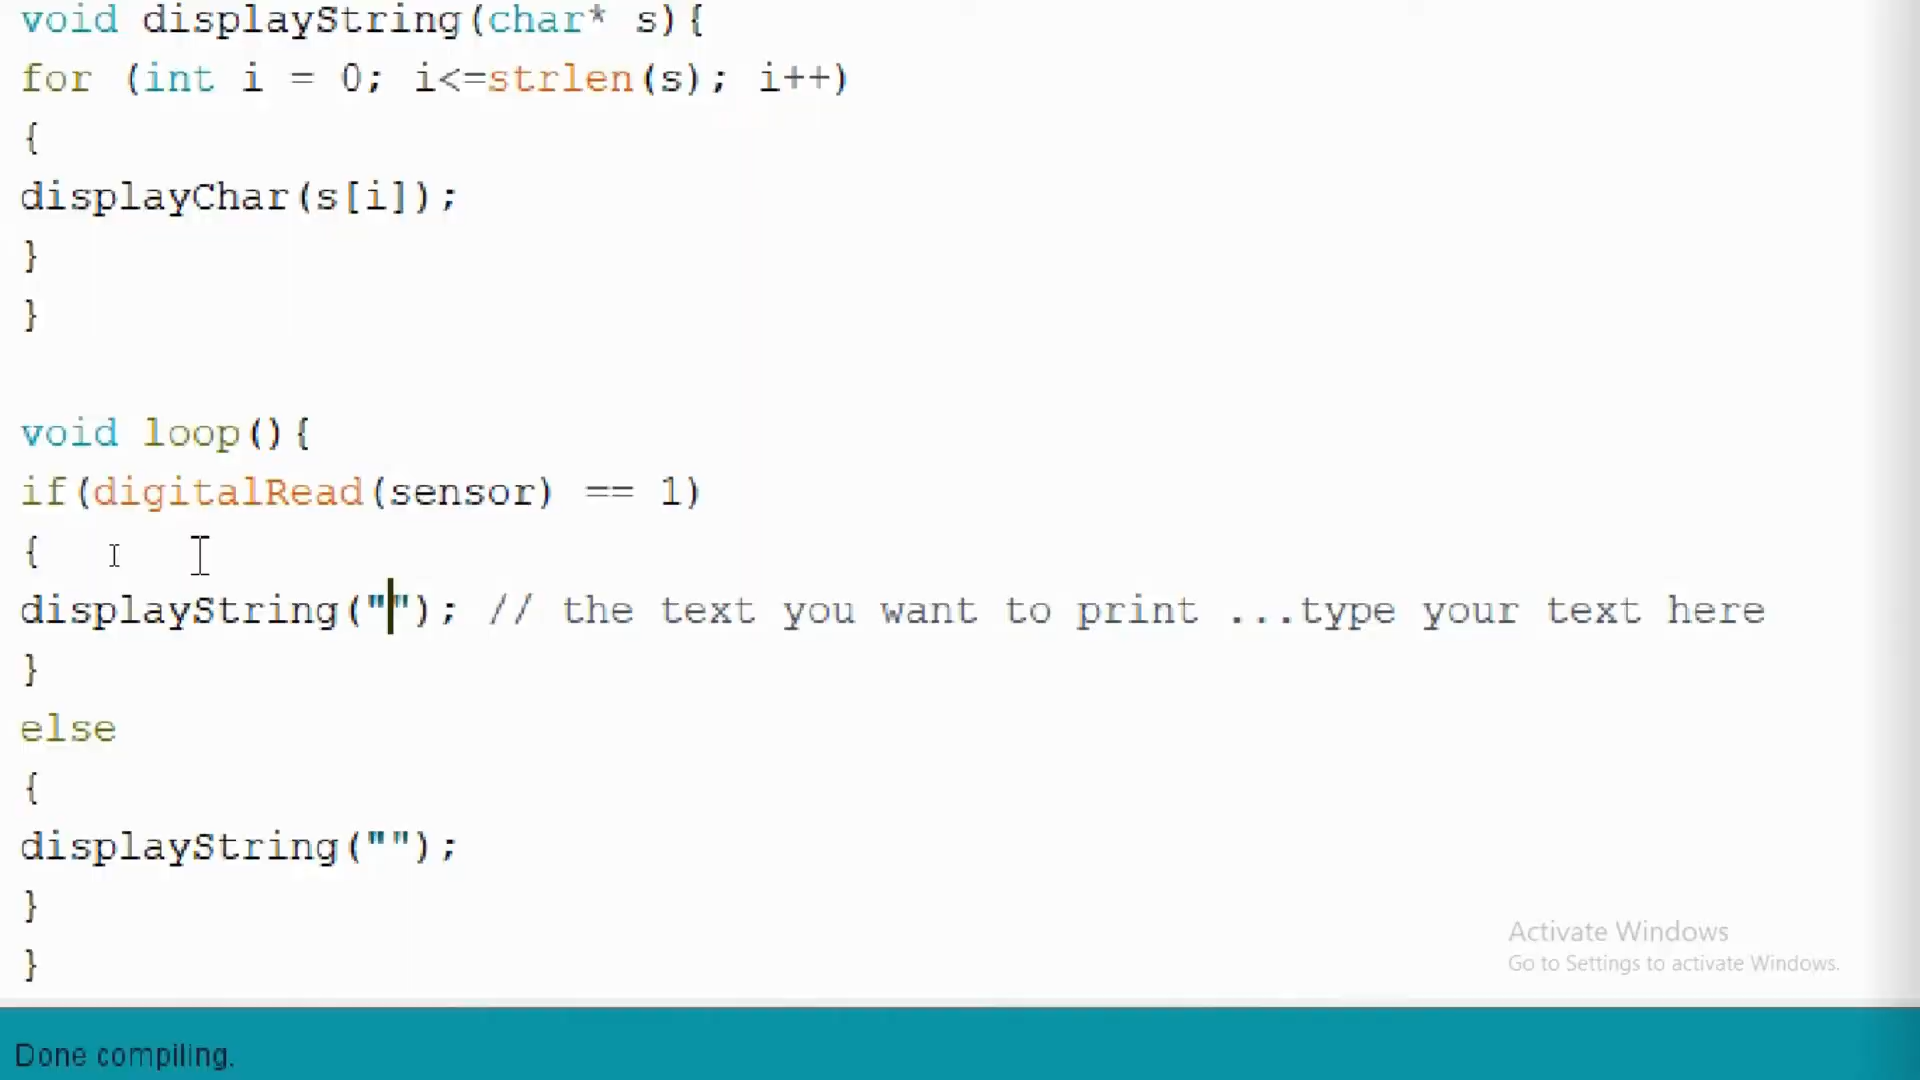 void displayString(char* s){
for (int i = 0; i<=strlen(s); i++)
{
displayChar(s[i]);
}
}
void loop(){
if(digitalRead(sensor) == 1)
{
displayString(""); // the text you want to print ...type your text here
}
else
{
displayString("");
}
}
Activate Windows
Go to Settings to activate Windows.
Done compiling.